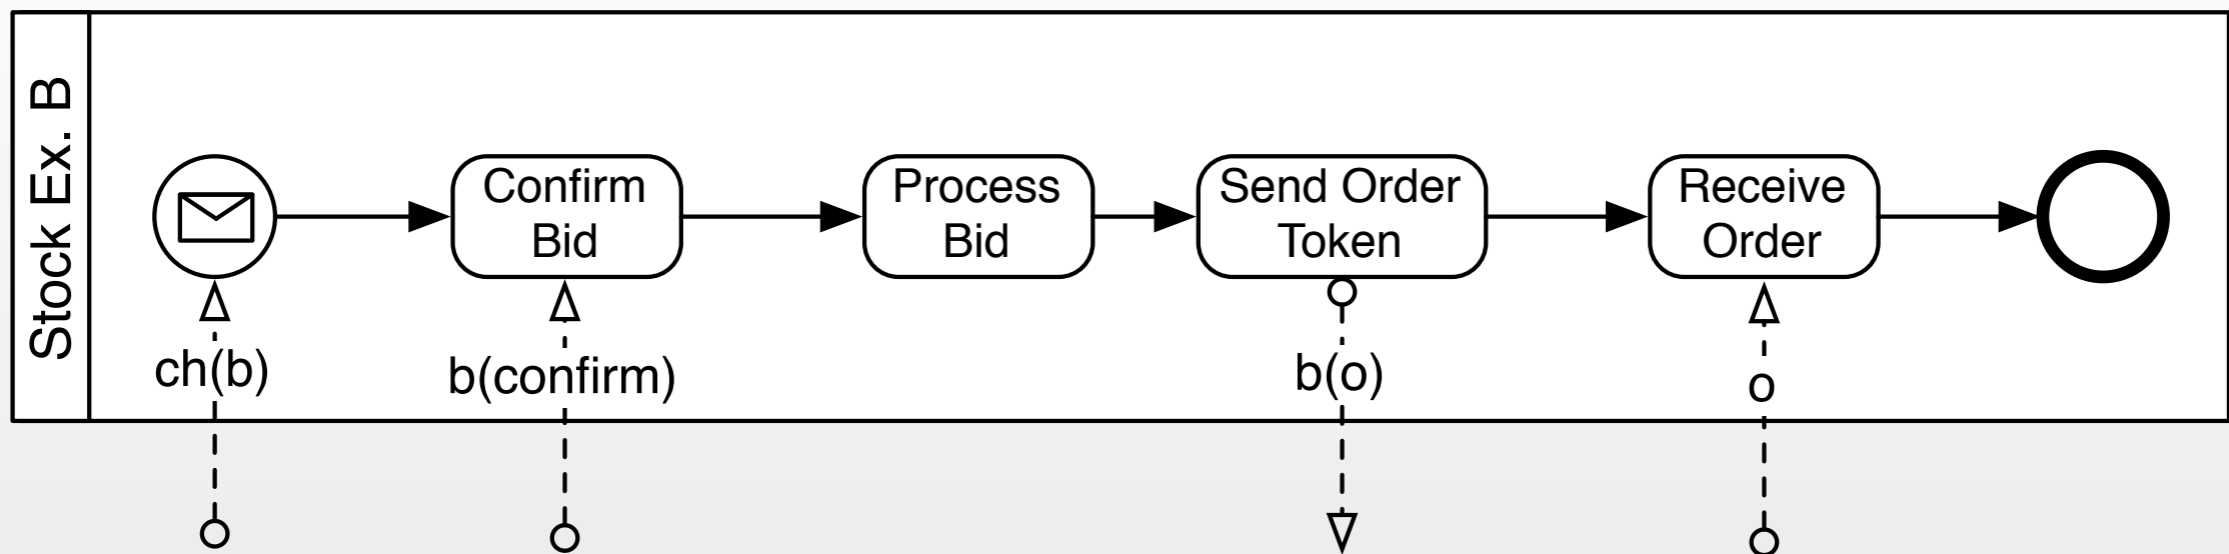 Stock Ex. B
Confirm
Bid
Process
Bid
Send Order
Token
Receive
Order
ch(b)
b(confirm)
b(o)
o